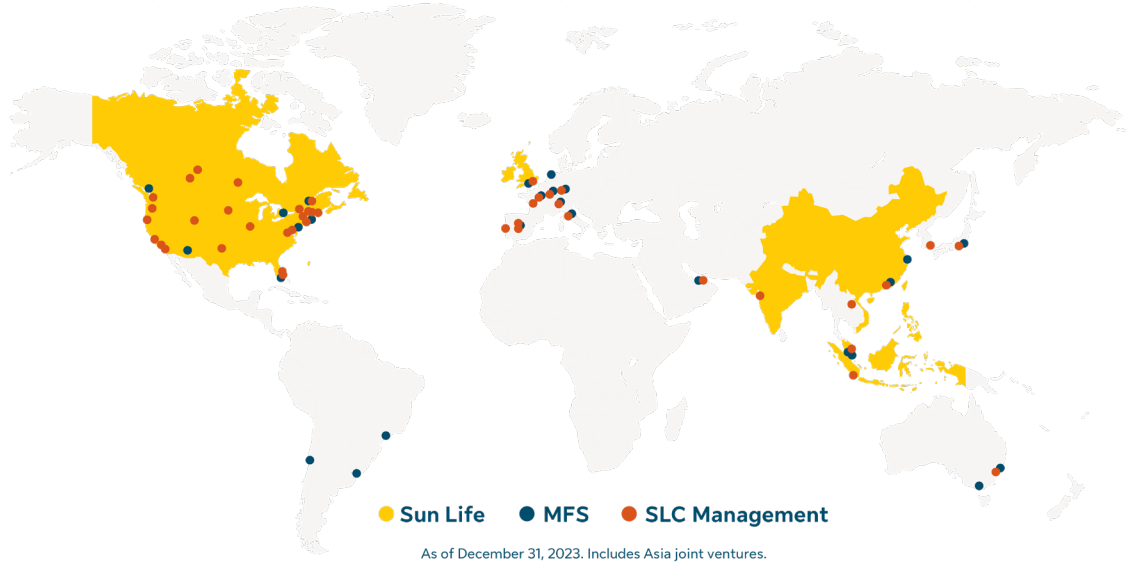 Sun Life MFS SLC Management
As of December 31, 2023. Includes Asia joint ventures.